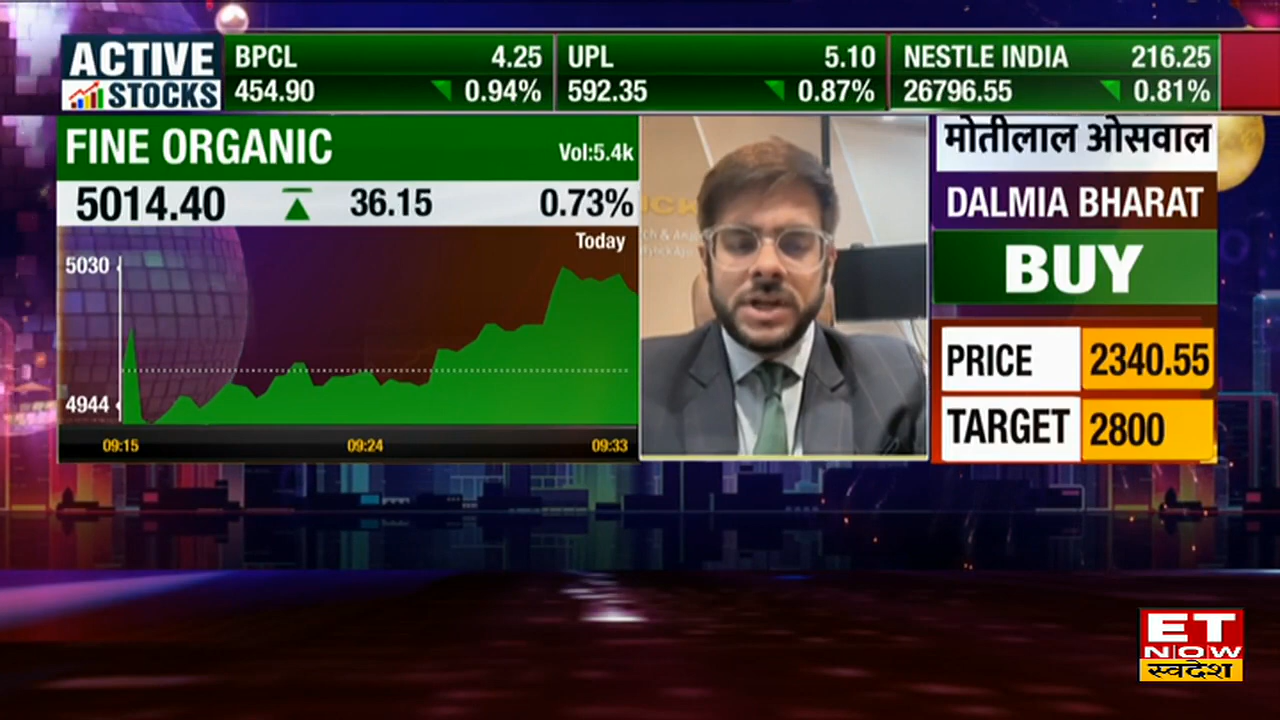 ACTIVE STOCKS
BPCL 4.25
454.90 0.94%
UPL 5.10
592.35 0.87%
NESTLE INDIA 216.25
26796.55 0.81%
FINE ORGANIC Vol:5.4k
5014.40 36.15 0.73%
Today
5030
4944
09:15 09:24 09:33
मोतीलाल ओसवाल
DALMIA BHARAT
BUY
PRICE 2340.55
TARGET 2800
ET
NOW
स्वदेश